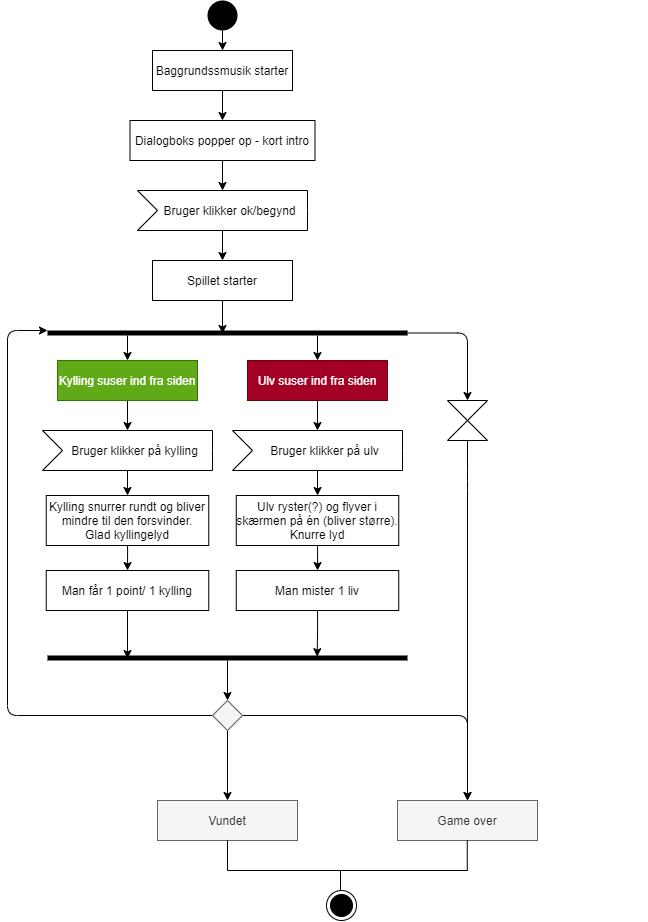 Baggrundssmusik starter
Dialogboks popper op - kort intro
Bruger klikker ok/begynd
Spillet starter
Kylling suser ind fra siden
Ulv suser ind fra siden
Bruger klikker på kylling
Bruger klikker på ulv
Kylling snurrer rundt og bliver
mindre til den forsvinder.
Glad kyllingelyd
Ulv ryster(?) og flyver i
skærmen på én (bliver større).
Knurre lyd
Man får 1 point/ 1 kylling
Man mister 1 liv
Vundet
Game over